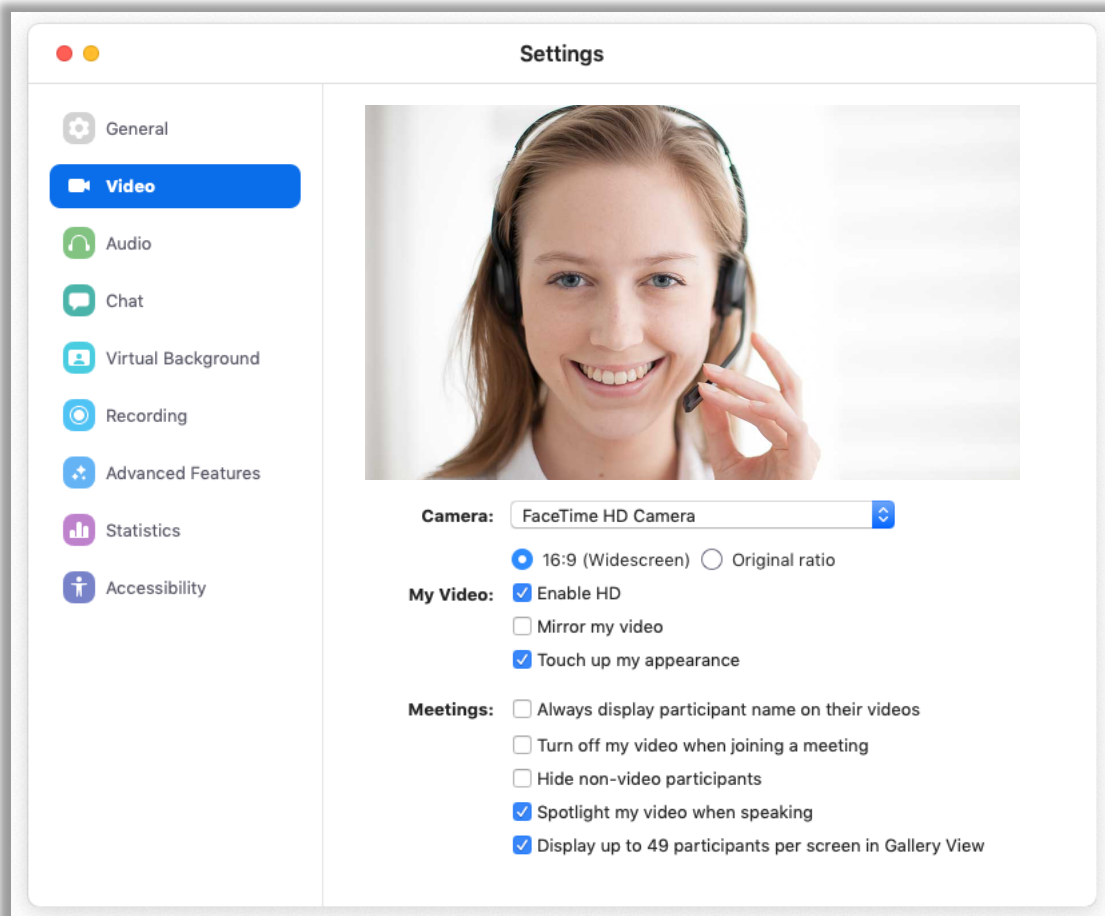 Settings
General
Video
Audio
Chat
Virtual Background
Recording
Advanced Features
Statistics
Accessibility
Camera: FaceTime HD Camera
16:9 (Widescreen) Original ratio
My Video: Enable HD
Mirror my video
Touch up my appearance
Meetings: Always display participant name on their videos
Turn off my video when joining a meeting
Hide non-video participants
Spotlight my video when speaking
Display up to 49 participants per screen in Gallery View